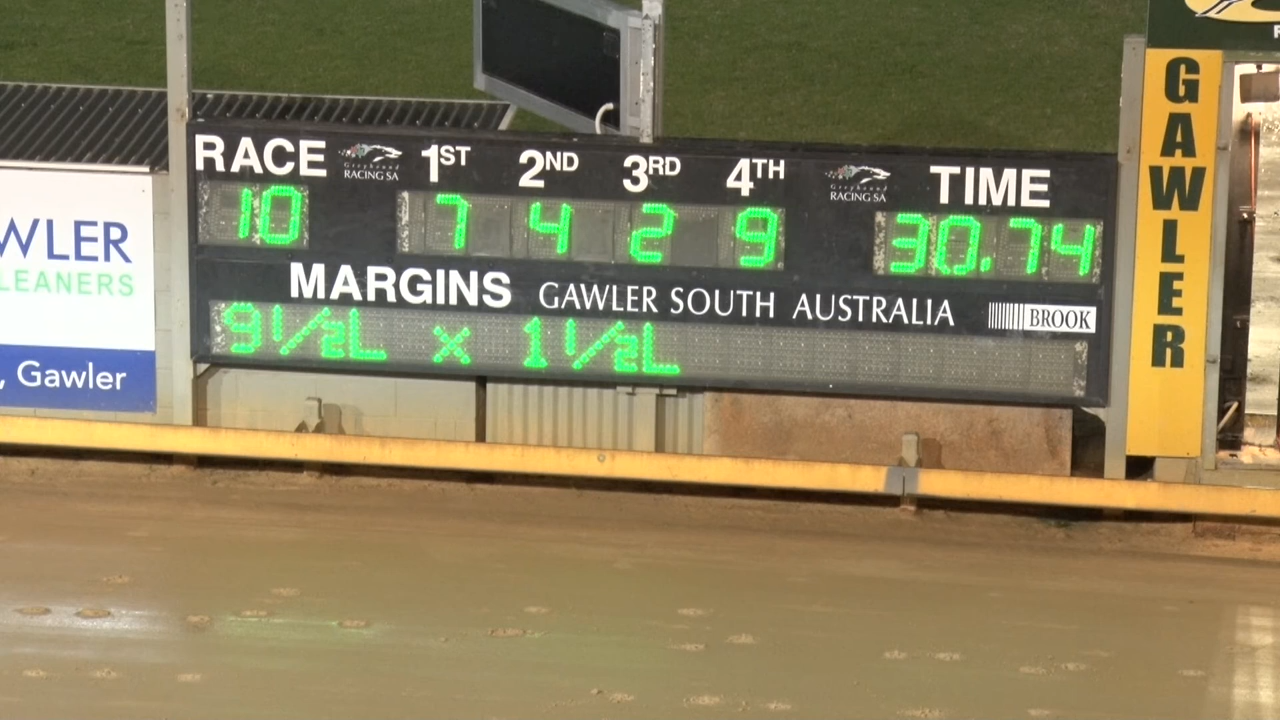 RACE 1ST 2ND 3RD 4TH TIME
Greyhound RACING SA
Greyhound RACING SA
10 7 4 2 9 30.74
MARGINS GAWLER SOUTH AUSTRALIA BROOK
9 1/2L x 1 1/2L
WLER
LEANERS
, Gawler
GAWLER
R